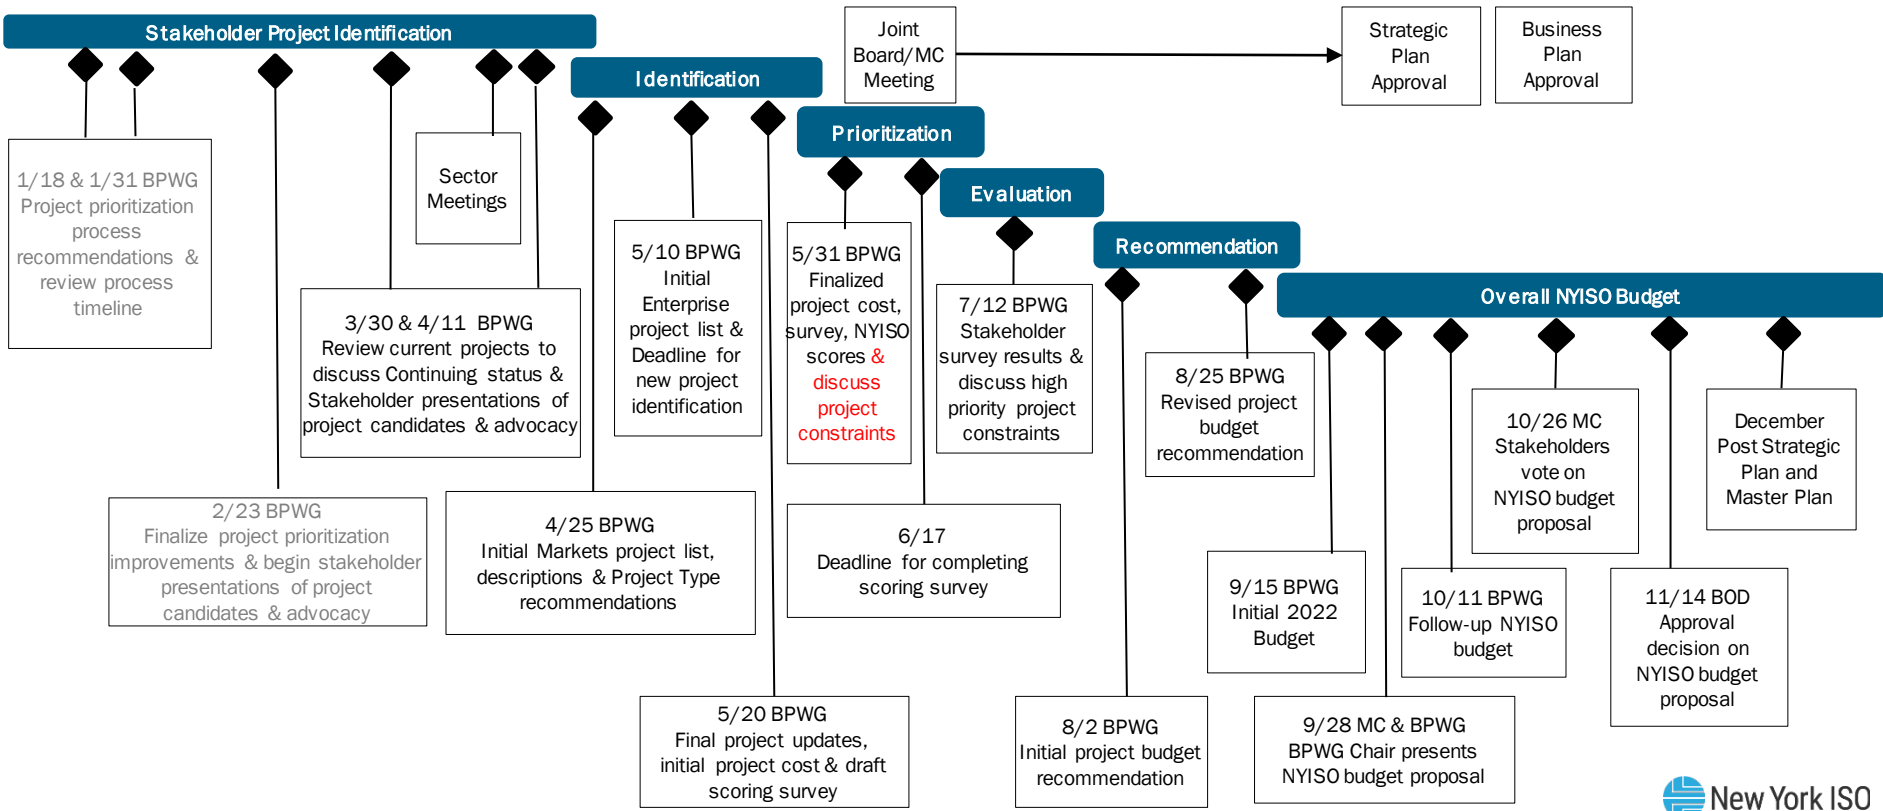 Stakeholder Project Identification
Joint
Board/MC
Meeting
Strategic
Plan
Approval
Business
Plan
Approval
Identification
Prioritization
Evaluation
Recommendation
Overall NYISO Budget
1/18 & 1/31 BPWG
Project prioritization
process
recommendations &
review process
timeline
Sector
Meetings
3/30 & 4/11 BPWG
Review current projects to
discuss Continuing status &
Stakeholder presentations of
project candidates & advocacy
2/23 BPWG
Finalize project prioritization
improvements & begin stakeholder
presentations of project
candidates & advocacy
4/25 BPWG
Initial Markets project list,
descriptions & Project Type
recommendations
5/10 BPWG
Initial
Enterprise
project list &
Deadline for
new project
identification
5/20 BPWG
Final project updates,
initial project cost & draft
scoring survey
5/31 BPWG
Finalized
project cost,
survey, NYISO
scores &
discuss
project
constraints
6/17
Deadline for completing
scoring survey
7/12 BPWG
Stakeholder
survey results &
discuss high
priority project
constraints
8/2 BPWG
Initial project budget
recommendation
8/25 BPWG
Revised project
budget
recommendation
9/15 BPWG
Initial 2022
Budget
9/28 MC & BPWG
BPWG Chair presents
NYISO budget proposal
10/11 BPWG
Follow-up NYISO
budget
10/26 MC
Stakeholders
vote on
NYISO budget
proposal
11/14 BOD
Approval
decision on
NYISO budget
proposal
December
Post Strategic
Plan and
Master Plan
New York ISO